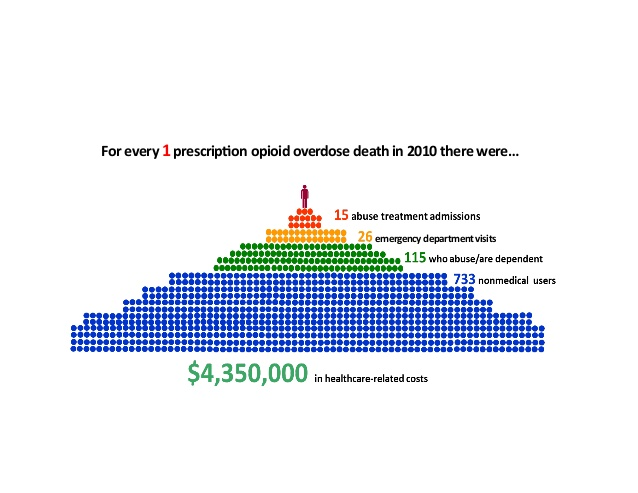 For every 1 prescription opioid overdose death in 2010 there were...
15 abuse treatment admissions
26 emergency department visits
115 who abuse/are dependent
733 nonmedical users
$4,350,000 in healthcare-related costs